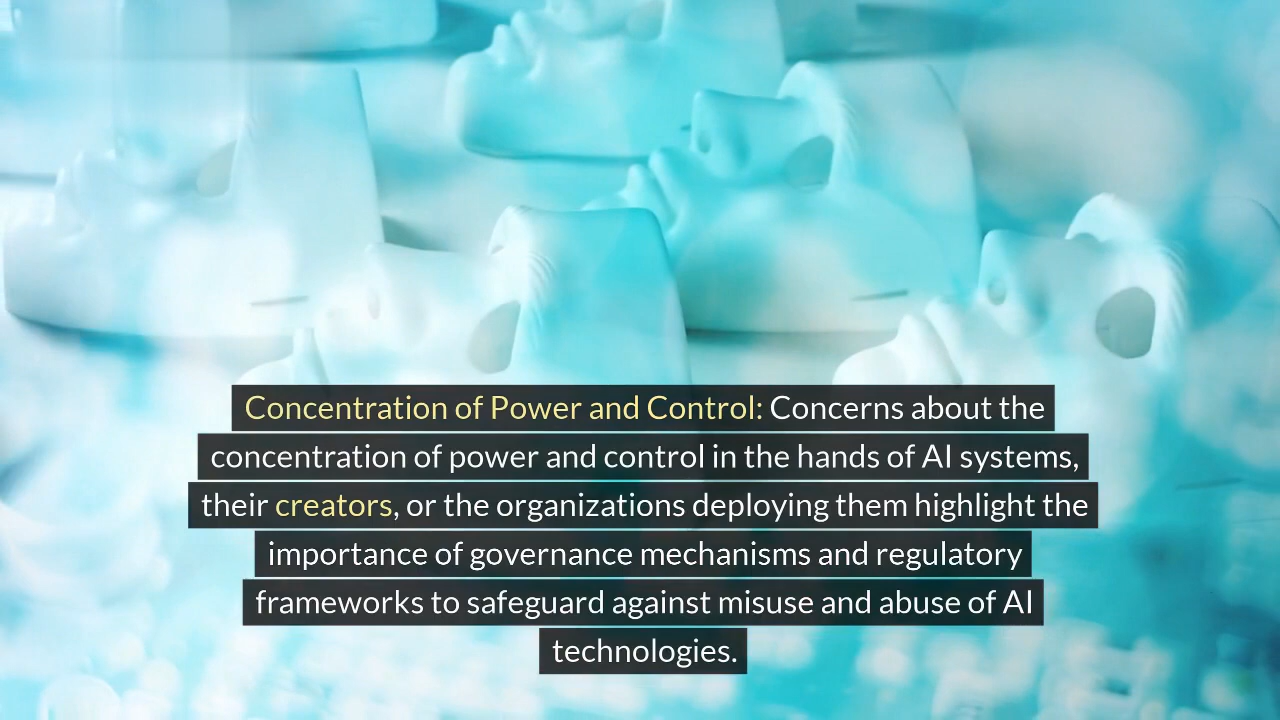 Concentration of Power and Control: Concerns about the
concentration of power and control in the hands of AI systems,
their creators, or the organizations deploying them highlight the
importance of governance mechanisms and regulatory
frameworks to safeguard against misuse and abuse of AI
technologies.